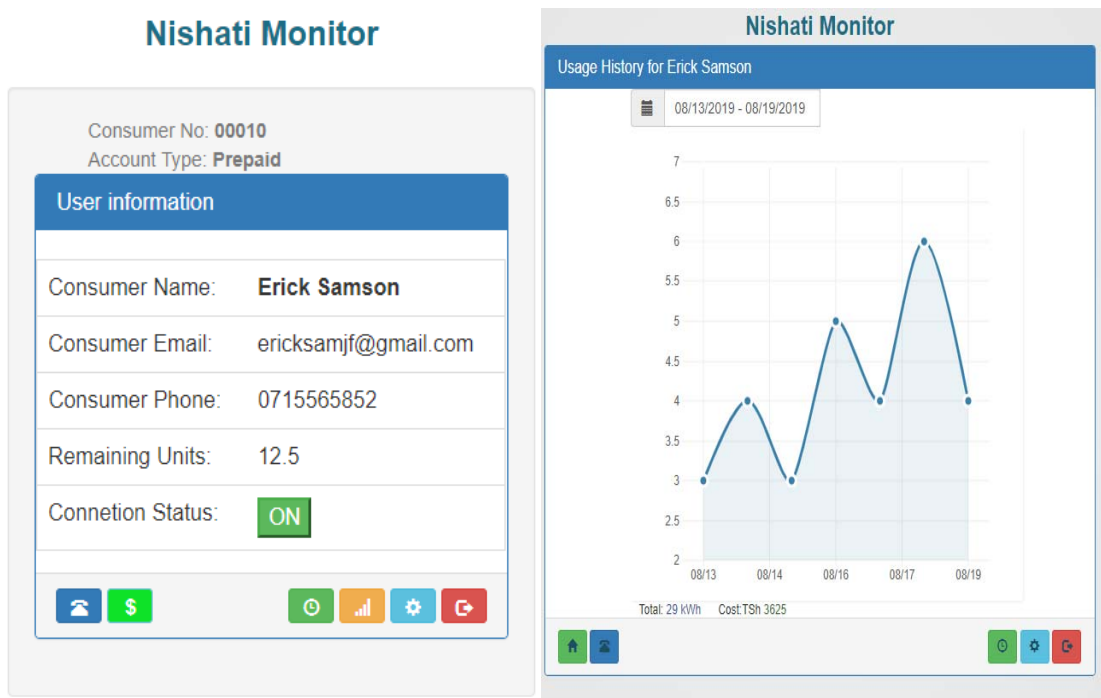 Nishati Monitor
Consumer No: 00010
Account Type: Prepaid
User information
Consumer Name: Erick Samson
Consumer Email: ericksamjf@gmail.com
Consumer Phone: 0715565852
Remaining Units: 12.5
Connetion Status: ON
$
Nishati Monitor
Usage History for Erick Samson
08/13/2019 - 08/19/2019
7
6.5
6
5.5
5
4.5
4
3.5
3
2.5
2
08/13 08/14 08/16 08/17 08/19
Total: 29 kWh Cost:TSh 3625